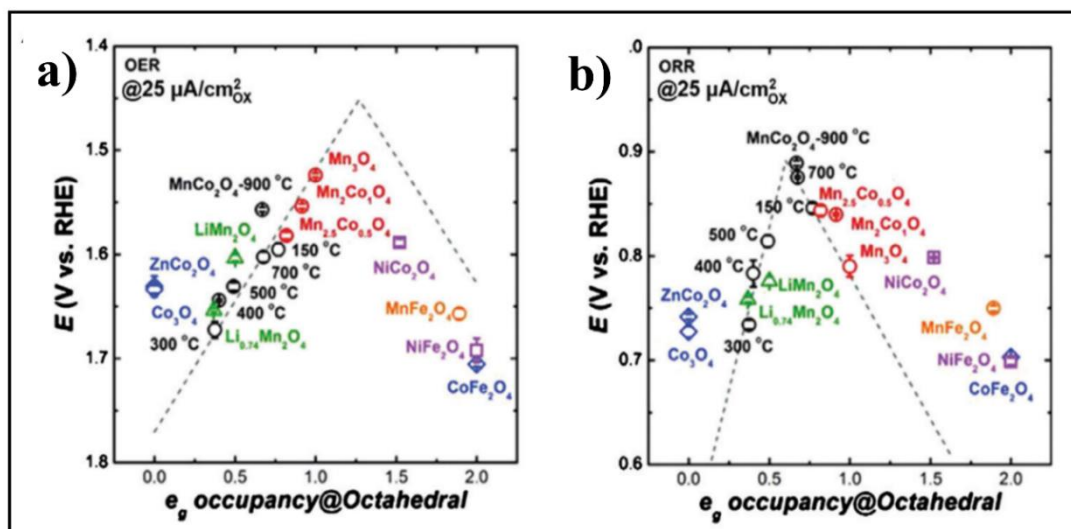 a)
OER
@25 μA/cm²OX
1.4
1.5
1.6
1.7
1.8
E (V vs. RHE)
MnCo₂O₄-900 °C
Mn₃O₄
Mn₂Co₁O₄
Mn₂.₅Co₀.₅O₄
LiMn₂O₄
150 °C
700 °C
500 °C
400 °C
300 °C
ZnCo₂O₄
Co₃O₄
Li₀.₇₄Mn₂O₄
NiCo₂O₄
MnFe₂O₄
NiFe₂O₄
CoFe₂O₄
0.0 0.5 1.0 1.5 2.0
eg occupancy@Octahedral
b)
ORR
@25 μA/cm²OX
.0
0.9
0.8
0.7
0.6
E (V vs. RHE)
MnCo₂O₄-900 °C
700 °C
Mn₂.₅Co₀.₅O₄
150 °C
Mn₂Co₁O₄
500 °C
Mn₃O₄
400 °C
NiCo₂O₄
LiMn₂O₄
ZnCo₂O₄
Li₀.₇₄Mn₂O₄
Co₃O₄
300 °C
MnFe₂O₄
NiFe₂O₄
CoFe₂O₄
0.0 0.5 1.0 1.5 2.0
eg occupancy@Octahedral